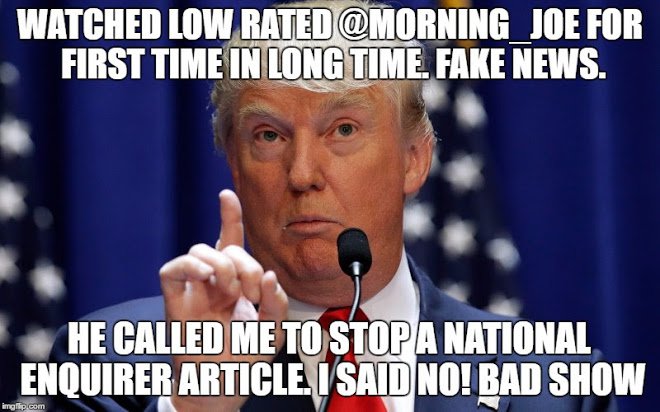 WATCHED LOW RATED @MORNING_JOE FOR
FIRST TIME IN LONG TIME. FAKE NEWS.
HE CALLED ME TO STOP A NATIONAL
ENQUIRER ARTICLE. I SAID NO! BAD SHOW
imgflip.com